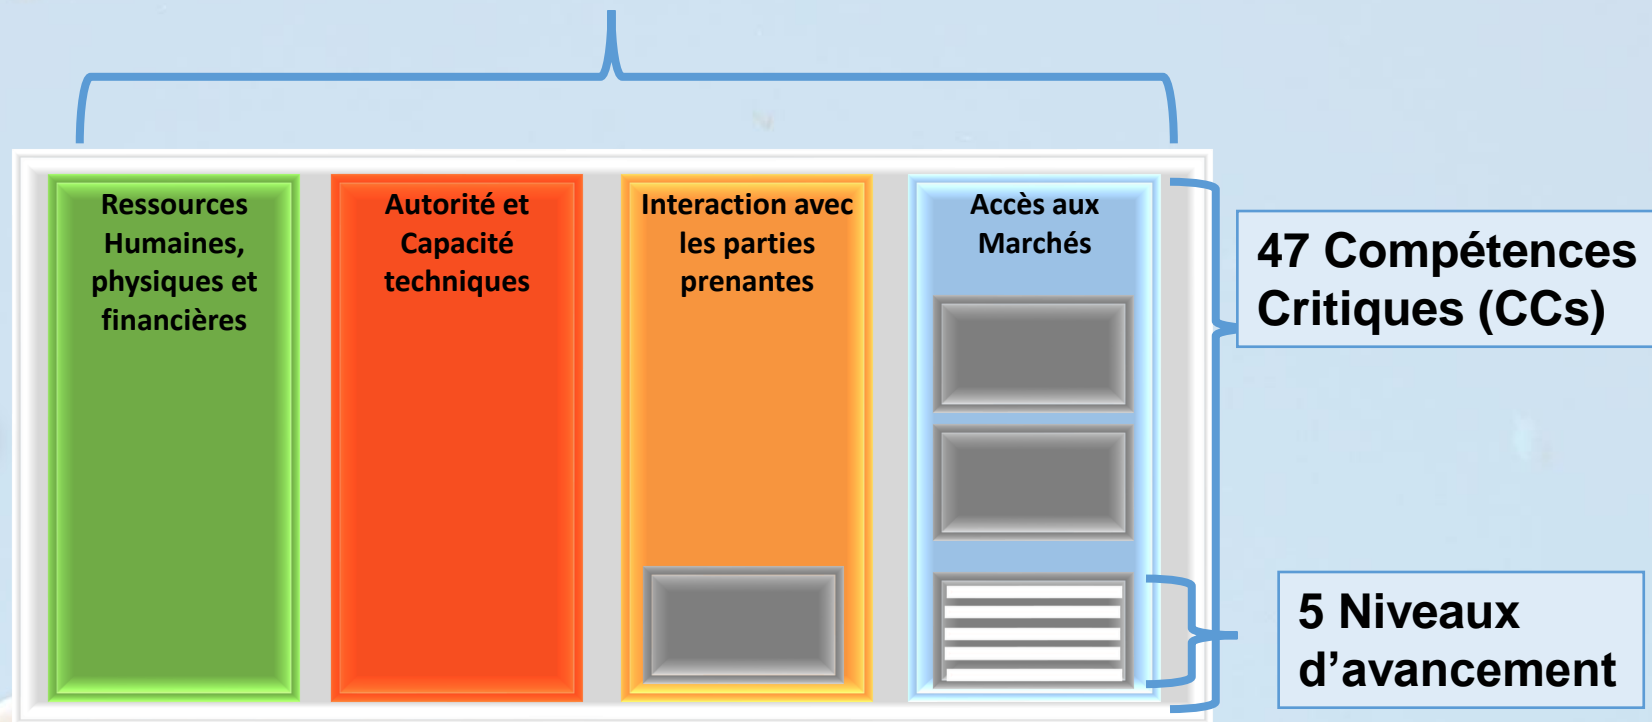 Ressources
Humaines,
physiques et
financières
Autorité et
Capacité
techniques
Interaction avec
les parties
prenantes
Accès aux
Marchés
47 Compétences
Critiques (CCs)
5 Niveaux
d’avancement